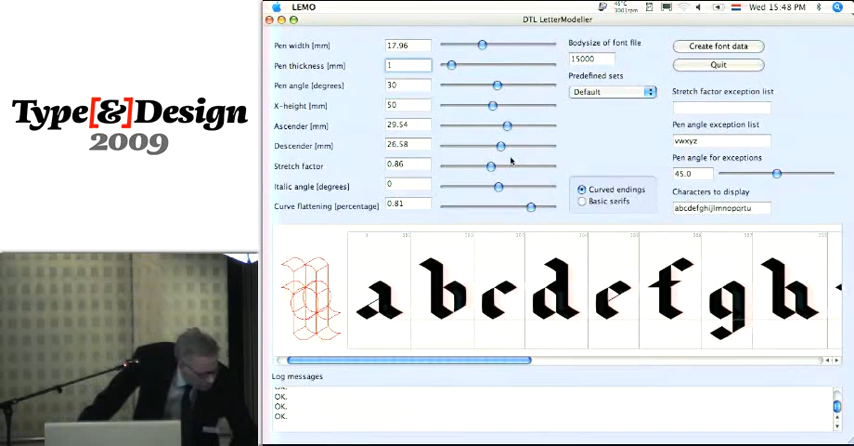 Type[&]Design
2009
LEMO
Wed 15:48 PM
DTL LetterModeller
Pen width [mm] 17.96
Pen thickness [mm] 1
Pen angle [degrees] 30
X-height [mm] 50
Ascender [mm] 29.54
Descender [mm] 26.58
Stretch factor 0.86
Italic angle [degrees] 0
Curve flattening [percentage] 0.81
Bodysize of font file
15000
Predefined sets
Default
Curved endings
Basic serifs
Create font data
Quit
Stretch factor exception list
Pen angle exception list
vwxyz
Pen angle for exceptions
45.0
Characters to display
abcdefghijlmnopqrtu
a b c d e f g h
Log messages
OK.
OK.
OK.